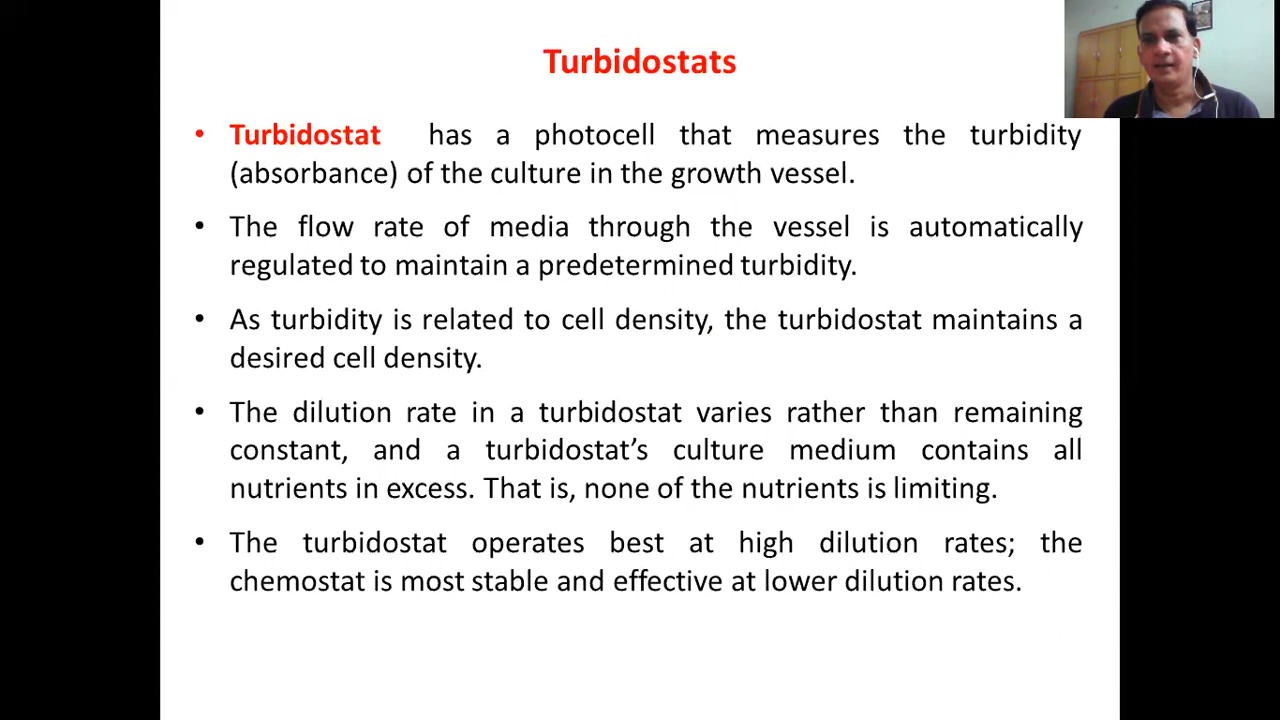 Turbidostats
• Turbidostat has a photocell that measures the turbidity
(absorbance) of the culture in the growth vessel.
• The flow rate of media through the vessel is automatically
regulated to maintain a predetermined turbidity.
• As turbidity is related to cell density, the turbidostat maintains a
desired cell density.
• The dilution rate in a turbidostat varies rather than remaining
constant, and a turbidostat’s culture medium contains all
nutrients in excess. That is, none of the nutrients is limiting.
• The turbidostat operates best at high dilution rates; the
chemostat is most stable and effective at lower dilution rates.